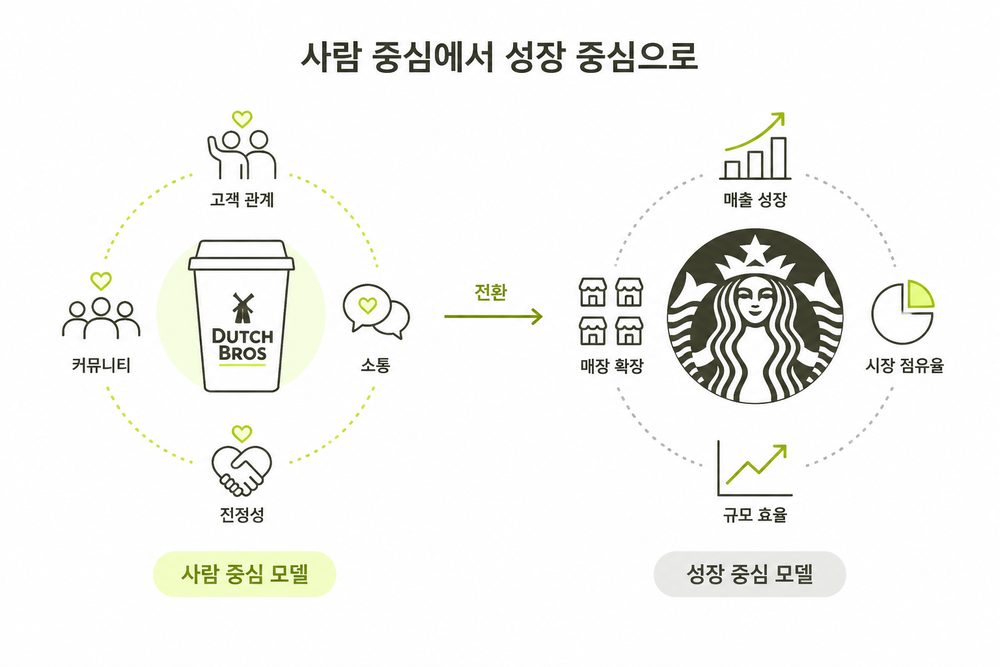 사람 중심에서 성장 중심으로
고객 관계
커뮤니티
DUTCH
BROS
소통
진정성
사람 중심 모델
전환
매출 성장
매장 확장
시장 점유율
규모 효율
성장 중심 모델